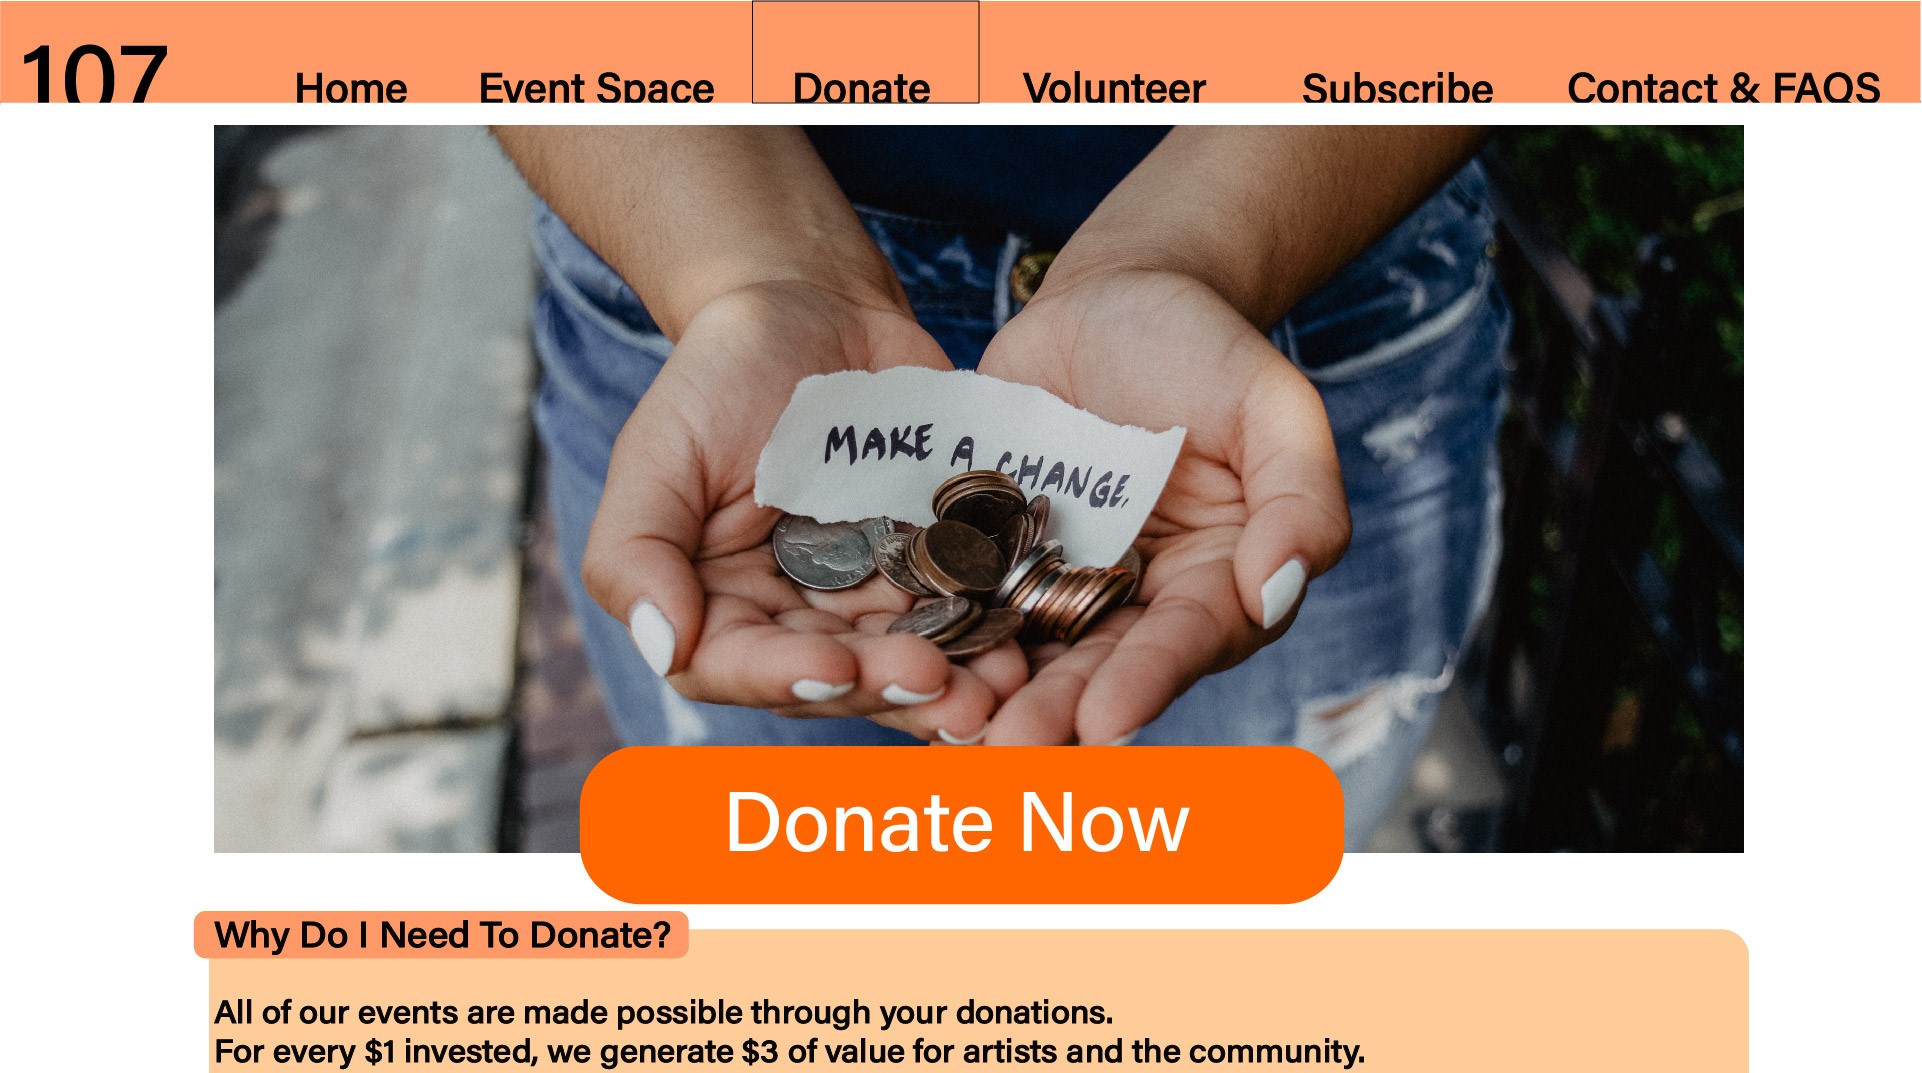 107
Home Event Space Donate Volunteer Subscribe Contact & FAQS
MAKE A CHANGE.
Donate Now
Why Do I Need To Donate?
All of our events are made possible through your donations.
For every $1 invested, we generate $3 of value for artists and the community.